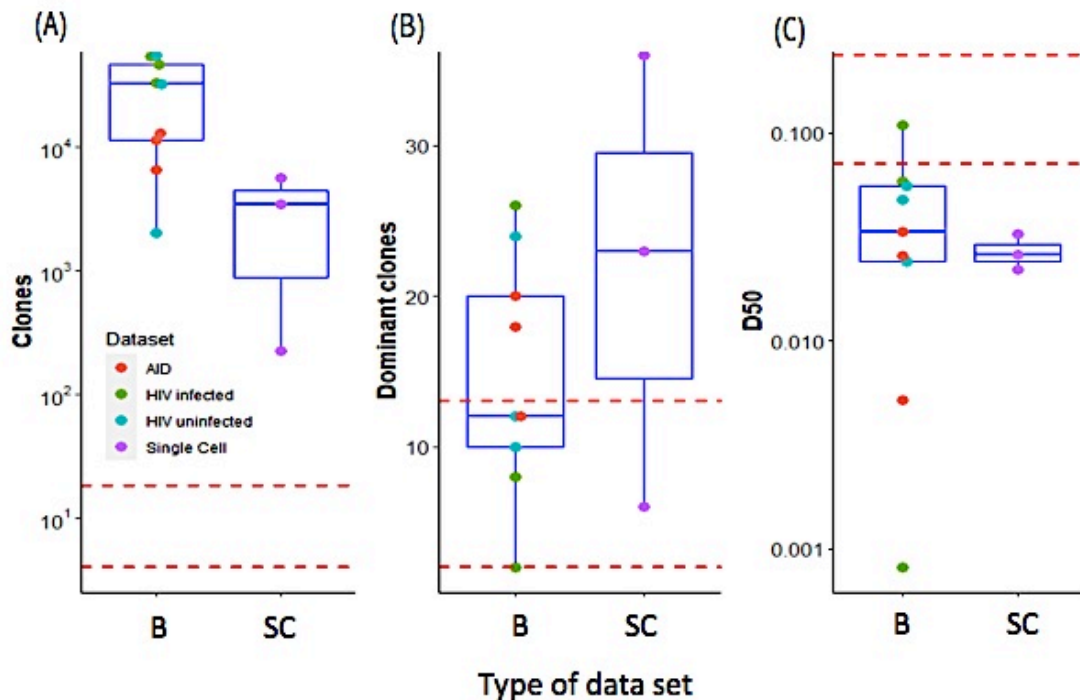 (A)
(B)
(C)
Clones
10⁴
10³
10²
10¹
Dataset
AID
HIV infected
HIV uninfected
Single Cell
B
SC
Dominant clones
30
20
10
B
SC
D50
0.100
0.010
0.001
B
SC
Type of data set